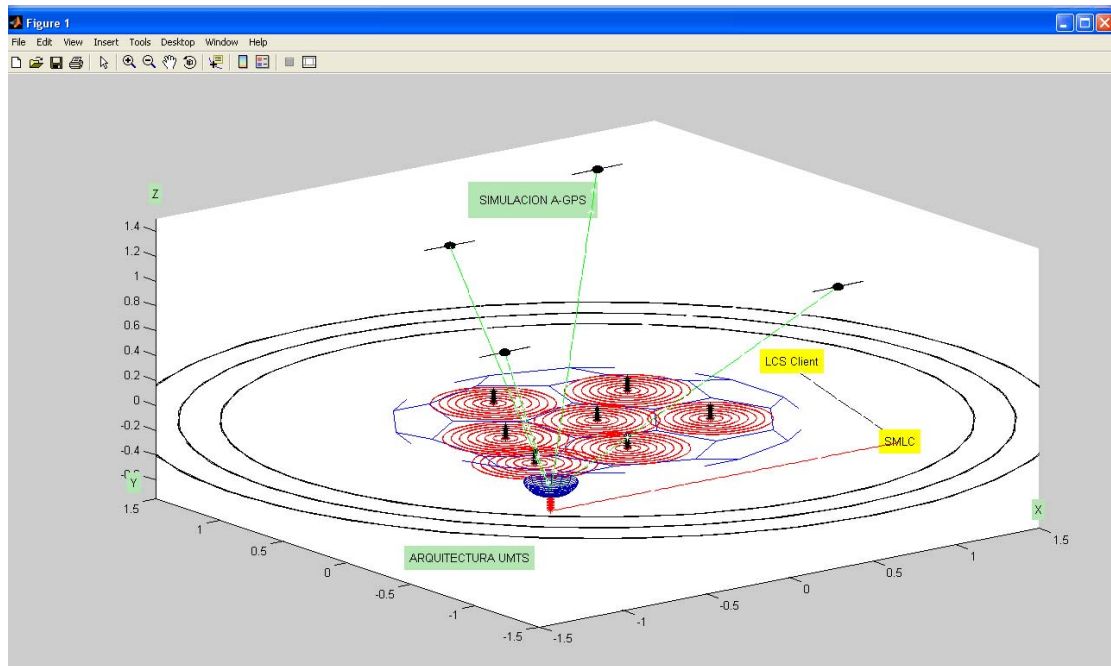 Figure 1
File Edit View Insert Tools Desktop Window Help
SIMULACION A-GPS
Z
1.4
1.2
1
0.8
0.6
0.4
0.2
0
-0.2
-0.4
Y
LCS Client
SMLC
X
ARQUITECTURA UMTS
1.5
1
0.5
0
-0.5
-1
-1.5
-1.5
-1
-0.5
0
0.5
1
1.5